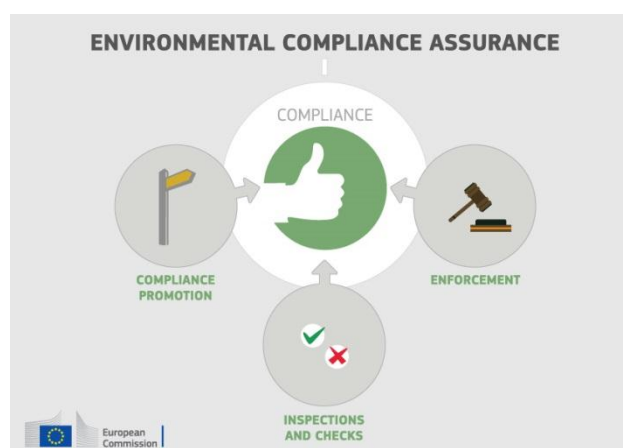 ENVIRONMENTAL COMPLIANCE ASSURANCE
COMPLIANCE
COMPLIANCE
PROMOTION
ENFORCEMENT
INSPECTIONS
AND CHECKS
European
Commission